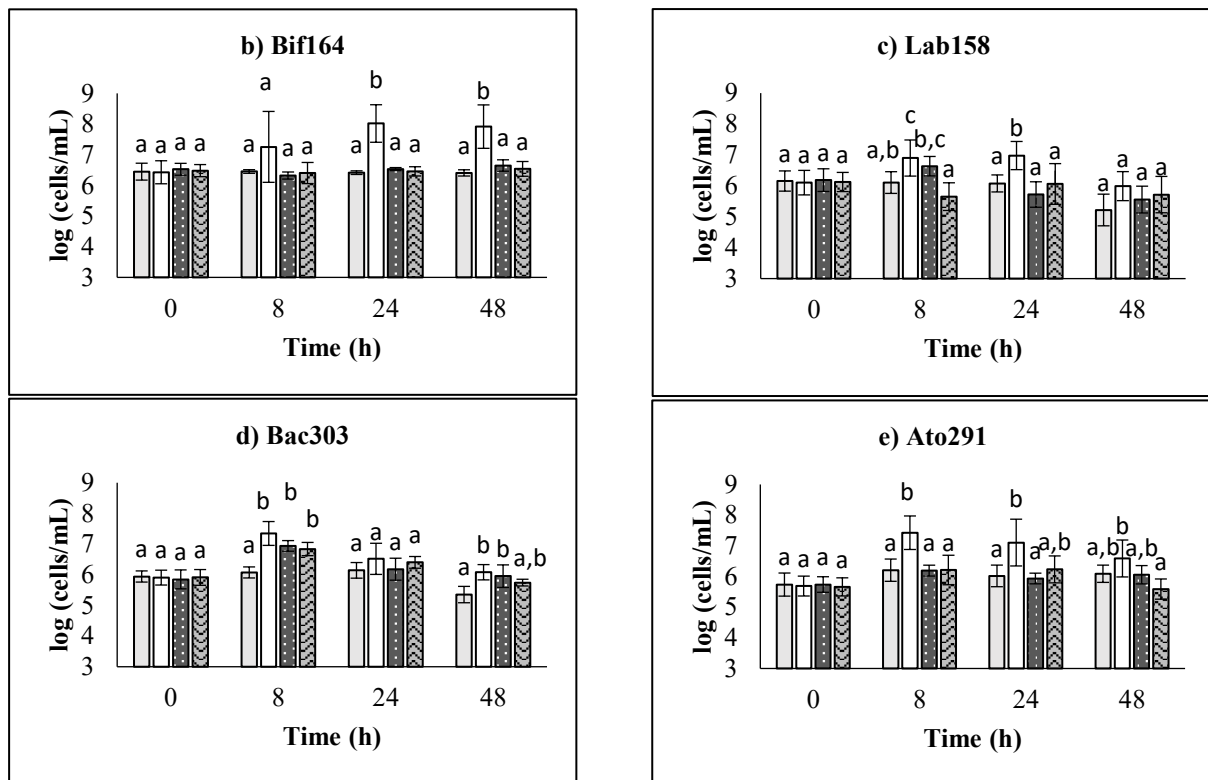 b) Bif164
log (cells/mL)
9
8
7
6
5
4
3
a a a a
a a a a
a b a a
a b a a
0 8 24 48
Time (h)
c) Lab158
log (cells/mL)
9
8
7
6
5
4
3
a a a a
a,b c b,c a
a b a a
a a a a
0 8 24 48
Time (h)
d) Bac303
log (cells/mL)
9
8
7
6
5
4
3
a a a a
a b b b
a a a a
a b b a,b
0 8 24 48
Time (h)
e) Ato291
log (cells/mL)
9
8
7
6
5
4
3
a a a a
a b a a
a b a a,b
a,b b a,b a
0 8 24 48
Time (h)